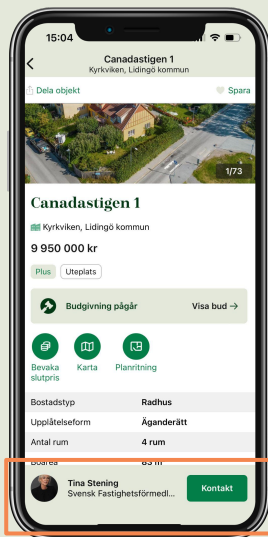 15:04
Canadastigen 1
Kyrkviken, Lidingö kommun
Dela objekt
Spara
1/73
Canadastigen 1
Kyrkviken, Lidingö kommun
9 950 000 kr
Plus Uteplats
Budgivning pågår Visa bud →
Bevaka slutpris
Karta
Planritning
Bostadstyp Radhus
Upplåtelseform Äganderätt
Antal rum 4 rum
Boarea 83 m
Tina Stening
Svensk Fastighetsförmedl...
Kontakt